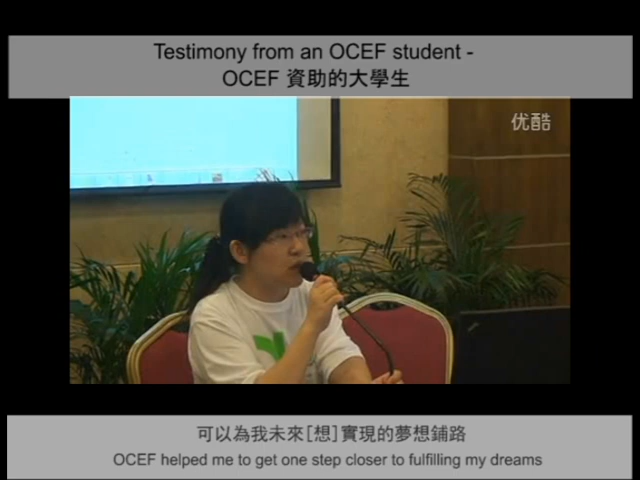 Testimony from an OCEF student -
OCEF 資助的大學生
优酷
可以為我未來[想]實現的夢想鋪路
OCEF helped me to get one step closer to fulfilling my dreams